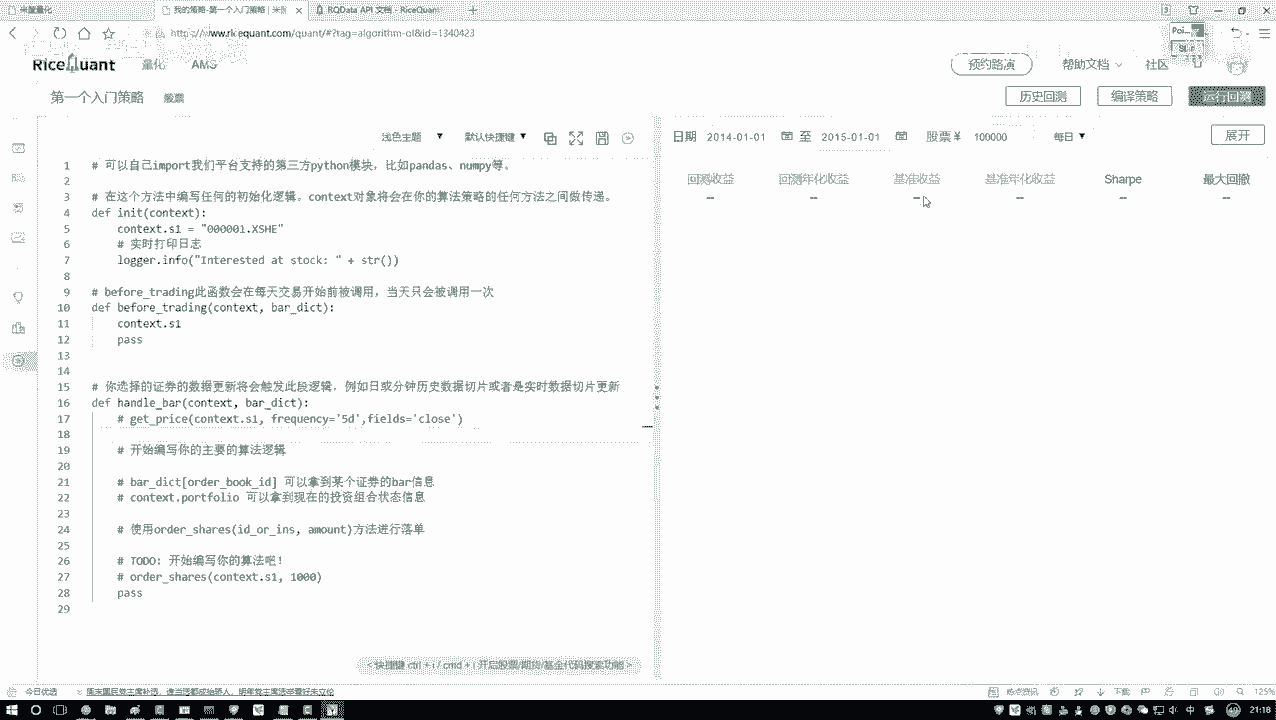 米筐量化
我的策略-第一个入门策略 | 米
RQData API 文档 - RiceQuant
https://www.ricequant.com/quant/#?tag=algorithm-all&id=1340423
RiceQuant 量化 AMS 预约路演 帮助文档 社区
第一个入门策略 股票 历史回测 编译策略 运行回测
浅色主题 默认快捷键
日期 2014-01-01 至 2015-01-01 股票 ¥ 100000 每日 展开
回测收益 回测年化收益 基准收益 基准年化收益 Sharpe 最大回撤
-- -- -- -- -- --
1 # 可以自己import我们平台支持的第三方python模块，比如pandas、numpy等。
2
3 # 在这个方法中编写任何的初始化逻辑。context对象将会在你的算法策略的任何方法之间做传递。
4 def init(context):
5 context.s1 = "000001.XSHE"
6 # 实时打印日志
7 logger.info("Interested at stock: " + str())
8
9 # before_trading此函数会在每天交易开始前被调用，当天只会被调用一次
10 def before_trading(context, bar_dict):
11 context.s1
12 pass
13
14
15 # 你选择的证券的数据更新将会触发此段逻辑，例如日或分钟历史数据切片或者是实时数据切片更新
16 def handle_bar(context, bar_dict):
17 # get_price(context.s1, frequency='5d',fields='close')
18
19 # 开始编写你的主要的算法逻辑
20
21 # bar_dict[order_book_id] 可以拿到某个证券的bar信息
22 # context.portfolio 可以拿到现在的投资组合状态信息
23
24 # 使用order_shares(id_or_ins, amount)方法进行落单
25
26 # TODO: 开始编写你的算法吧！
27 # order_shares(context.s1, 1000)
28 pass
29
< 快捷键 ctrl + i / cmd + i 开启股票/期货/基金代码搜索功能 >
今日优选
热点资讯 下载 125%
中 21:18